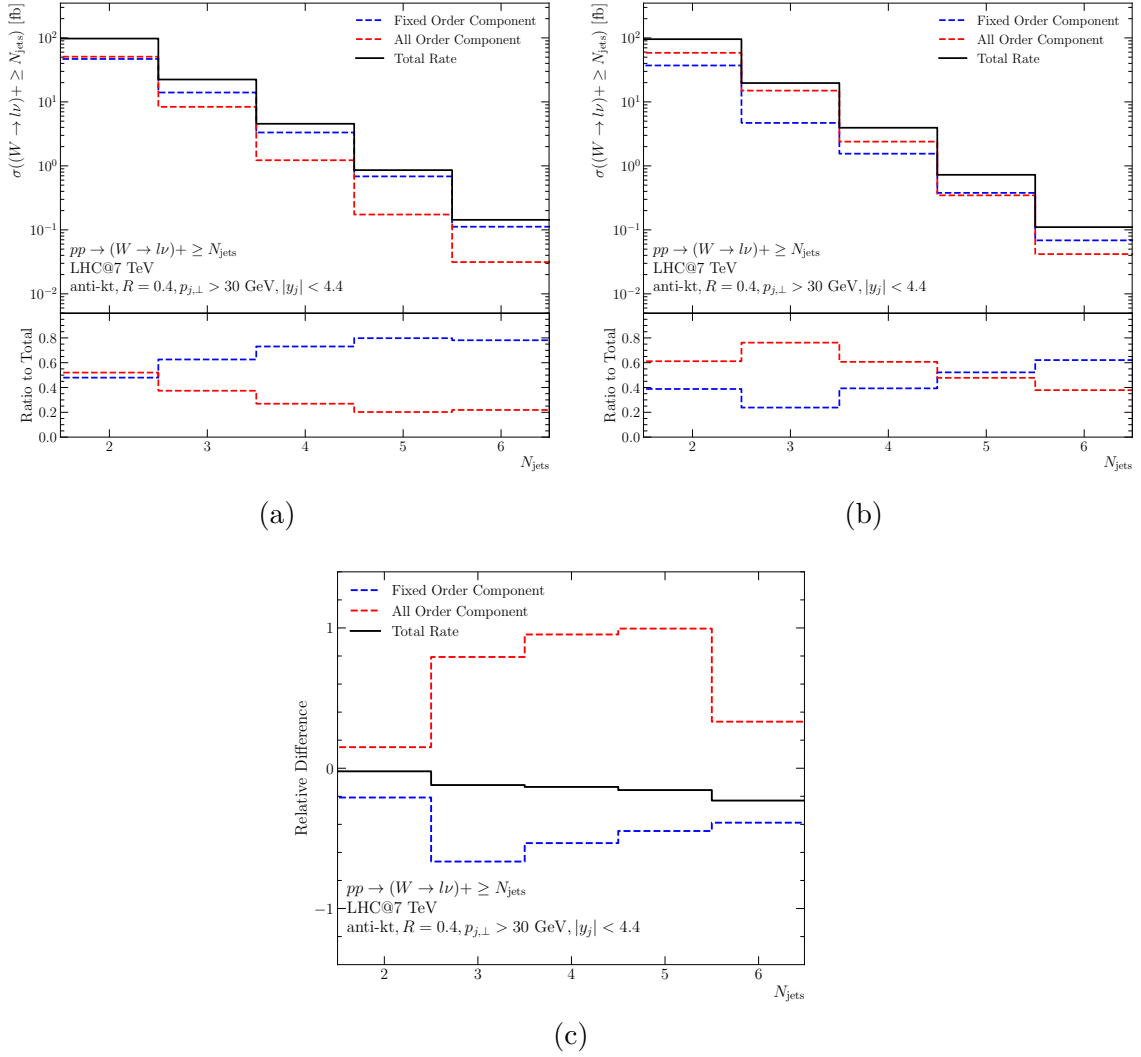 σ((W → lν)+ ≥ N_jets) [fb]
10^2
10^1
10^0
10^−1
10^−2
Fixed Order Component
All Order Component
Total Rate
pp → (W → lν)+ ≥ N_jets
LHC@7 TeV
anti-kt, R = 0.4, p_j,⊥ > 30 GeV, |y_j| < 4.4
Ratio to Total
0.8
0.6
0.4
0.2
0.0
2 3 4 5 6
N_jets
(a)
σ((W → lν)+ ≥ N_jets) [fb]
10^2
10^1
10^0
10^−1
10^−2
Fixed Order Component
All Order Component
Total Rate
pp → (W → lν)+ ≥ N_jets
LHC@7 TeV
anti-kt, R = 0.4, p_j,⊥ > 30 GeV, |y_j| < 4.4
Ratio to Total
0.8
0.6
0.4
0.2
0.0
2 3 4 5 6
N_jets
(b)
Relative Difference
1
0
−1
Fixed Order Component
All Order Component
Total Rate
pp → (W → lν)+ ≥ N_jets
LHC@7 TeV
anti-kt, R = 0.4, p_j,⊥ > 30 GeV, |y_j| < 4.4
2 3 4 5 6
N_jets
(c)